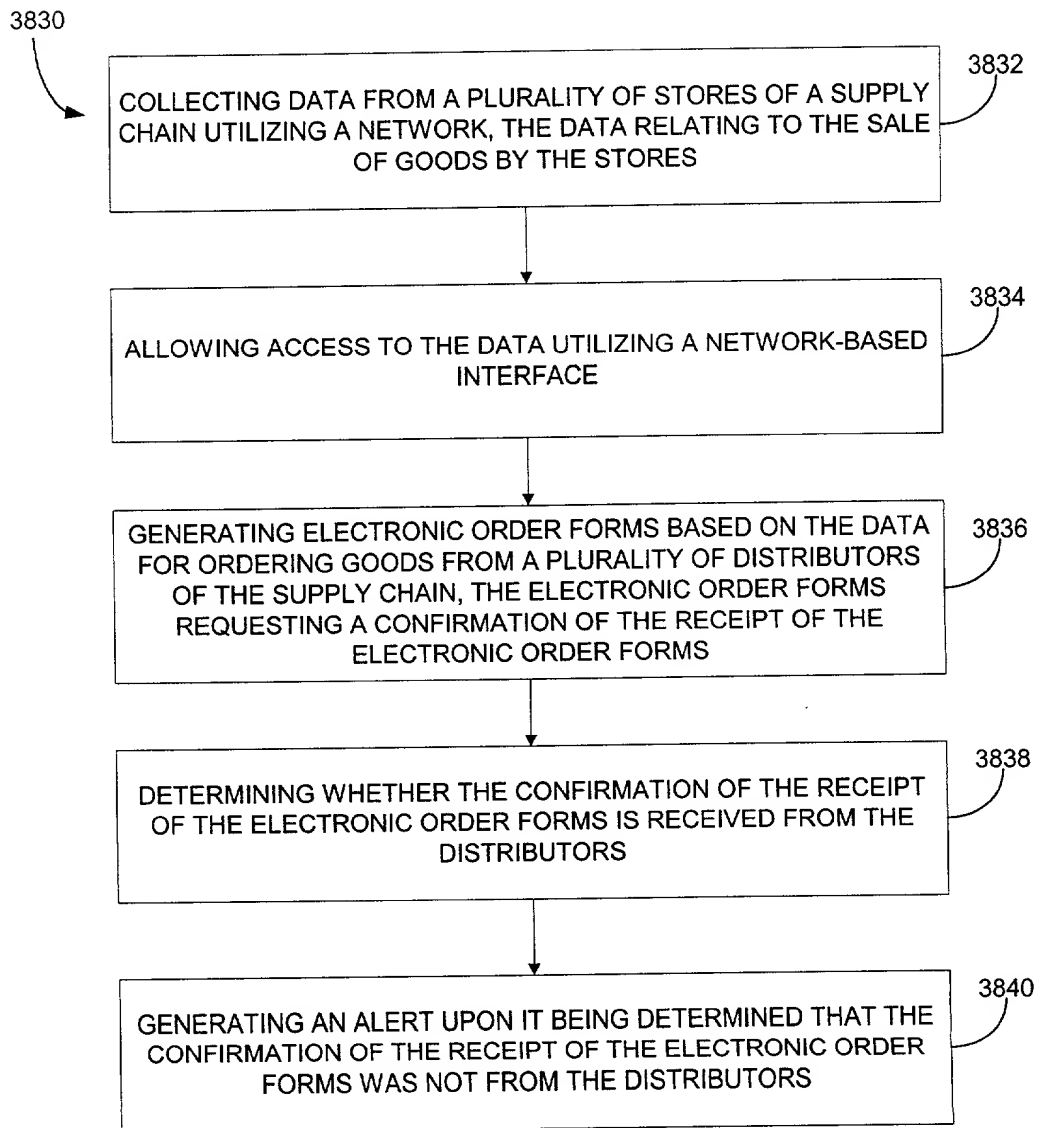 3830
3832
COLLECTING DATA FROM A PLURALITY OF STORES OF A SUPPLY
CHAIN UTILIZING A NETWORK, THE DATA RELATING TO THE SALE
OF GOODS BY THE STORES
3834
ALLOWING ACCESS TO THE DATA UTILIZING A NETWORK-BASED
INTERFACE
3836
GENERATING ELECTRONIC ORDER FORMS BASED ON THE DATA
FOR ORDERING GOODS FROM A PLURALITY OF DISTRIBUTORS
OF THE SUPPLY CHAIN, THE ELECTRONIC ORDER FORMS
REQUESTING A CONFIRMATION OF THE RECEIPT OF THE
ELECTRONIC ORDER FORMS
3838
DETERMINING WHETHER THE CONFIRMATION OF THE RECEIPT
OF THE ELECTRONIC ORDER FORMS IS RECEIVED FROM THE
DISTRIBUTORS
3840
GENERATING AN ALERT UPON IT BEING DETERMINED THAT THE
CONFIRMATION OF THE RECEIPT OF THE ELECTRONIC ORDER
FORMS WAS NOT FROM THE DISTRIBUTORS